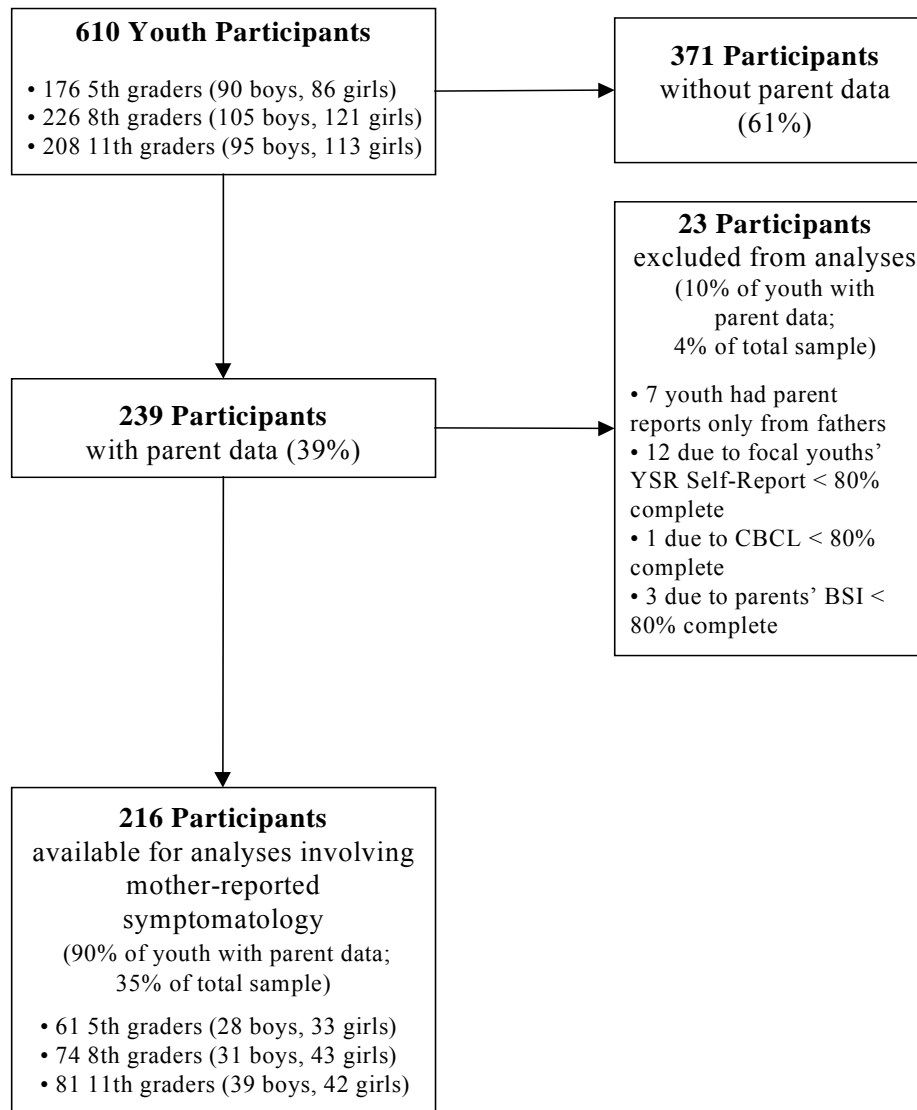 610 Youth Participants
• 176 5th graders (90 boys, 86 girls)
• 226 8th graders (105 boys, 121 girls)
• 208 11th graders (95 boys, 113 girls)
371 Participants
without parent data
(61%)
23 Participants
excluded from analyses
(10% of youth with
parent data;
4% of total sample)
• 7 youth had parent
reports only from fathers
• 12 due to focal youths’
YSR Self-Report < 80%
complete
• 1 due to CBCL < 80%
complete
• 3 due to parents’ BSI <
80% complete
239 Participants
with parent data (39%)
216 Participants
available for analyses involving
mother-reported
symptomatology
(90% of youth with parent data;
35% of total sample)
• 61 5th graders (28 boys, 33 girls)
• 74 8th graders (31 boys, 43 girls)
• 81 11th graders (39 boys, 42 girls)